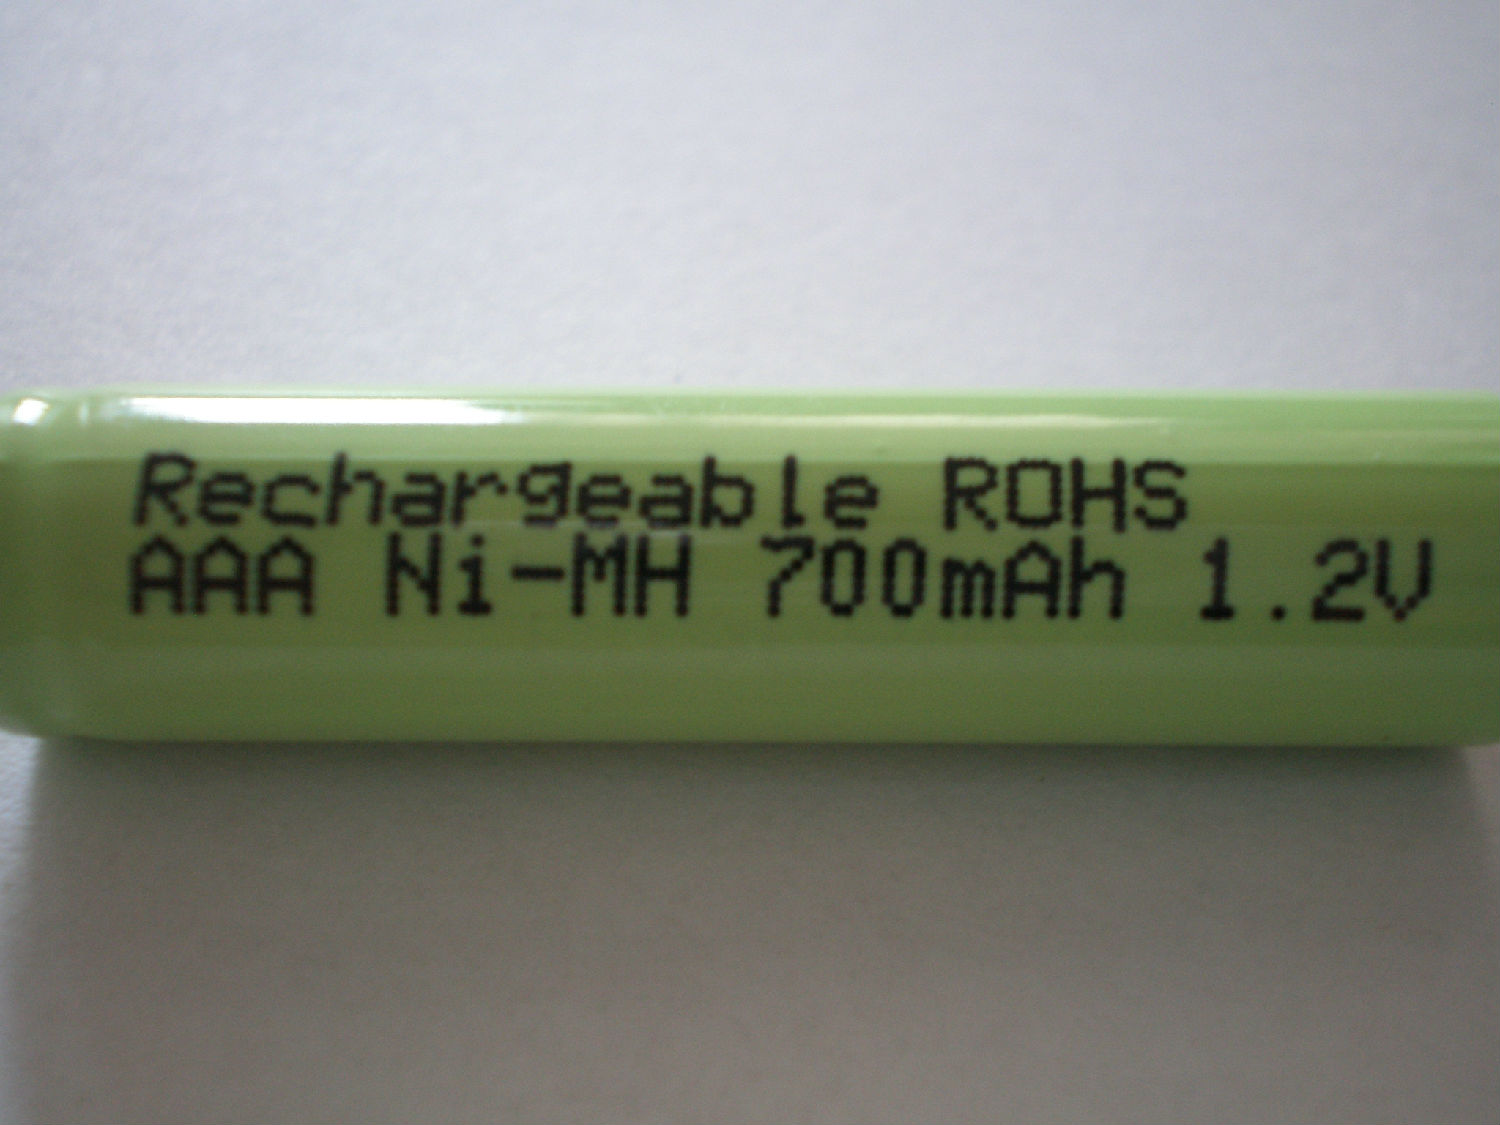 Rechargeable ROHS
AAA Ni-MH 700mAh 1.2V